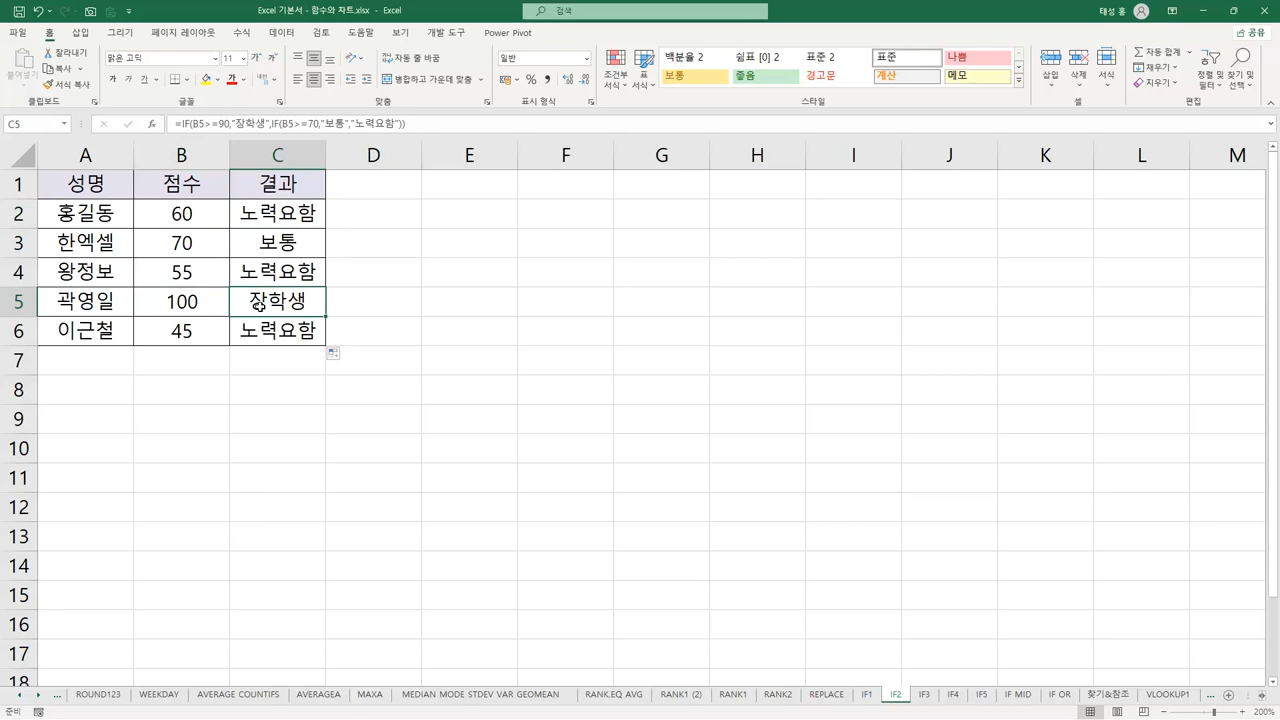 Excel 기본서 - 함수와 차트.xlsx - Excel
검색
태성 홍
파일 홈 삽입 그리기 페이지 레이아웃 수식 데이터 검토 도움말 보기 개발 도구 Power Pivot
공유
붙여넣기
잘라내기
복사
서식 복사
클립보드
맑은 고딕 11
가 가 가
가
글꼴
자동 줄 바꿈
병합하고 가운데 맞춤
맞춤
일반
표시 형식
조건부 서식
표 서식
백분율 2 쉼표 [0] 2 표준 2 표준 나쁨
보통 좋음 경고문 계산 메모
스타일
삽입 삭제 서식
셀
자동 합계
채우기
지우기
정렬 및 필터
찾기 및 선택
편집
C5
fx
=IF(B5>=90,"장학생",IF(B5>=70,"보통","노력요함"))
A B C D E F G H I J K L M
1 성명 점수 결과
2 홍길동 60 노력요함
3 한엑셀 70 보통
4 왕정보 55 노력요함
5 곽영일 100 장학생
6 이근철 45 노력요함
7
8
9
10
11
12
13
14
15
16
17
18
... ROUND123 WEEKDAY AVERAGE COUNTIFS AVERAGEA MAXA MEDIAN MODE STDEV VAR GEOMEAN RANK.EQ AVG RANK1 (2) RANK1 RANK2 REPLACE IF1 IF2 IF3 IF4 IF5 IF MID IF OR 찾기&참조 VLOOKUP1 ...
준비
200%